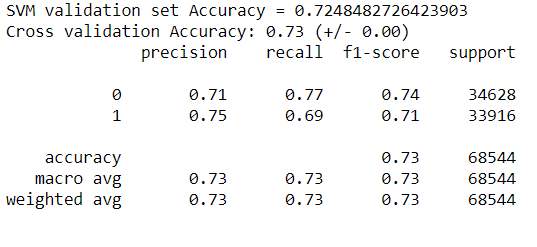 SVM validation set Accuracy = 0.7248482726423903
Cross validation Accuracy: 0.73 (+/- 0.00)
precision recall f1-score support
0 0.71 0.77 0.74 34628
1 0.75 0.69 0.71 33916
accuracy 0.73 68544
macro avg 0.73 0.73 0.73 68544
weighted avg 0.73 0.73 0.73 68544